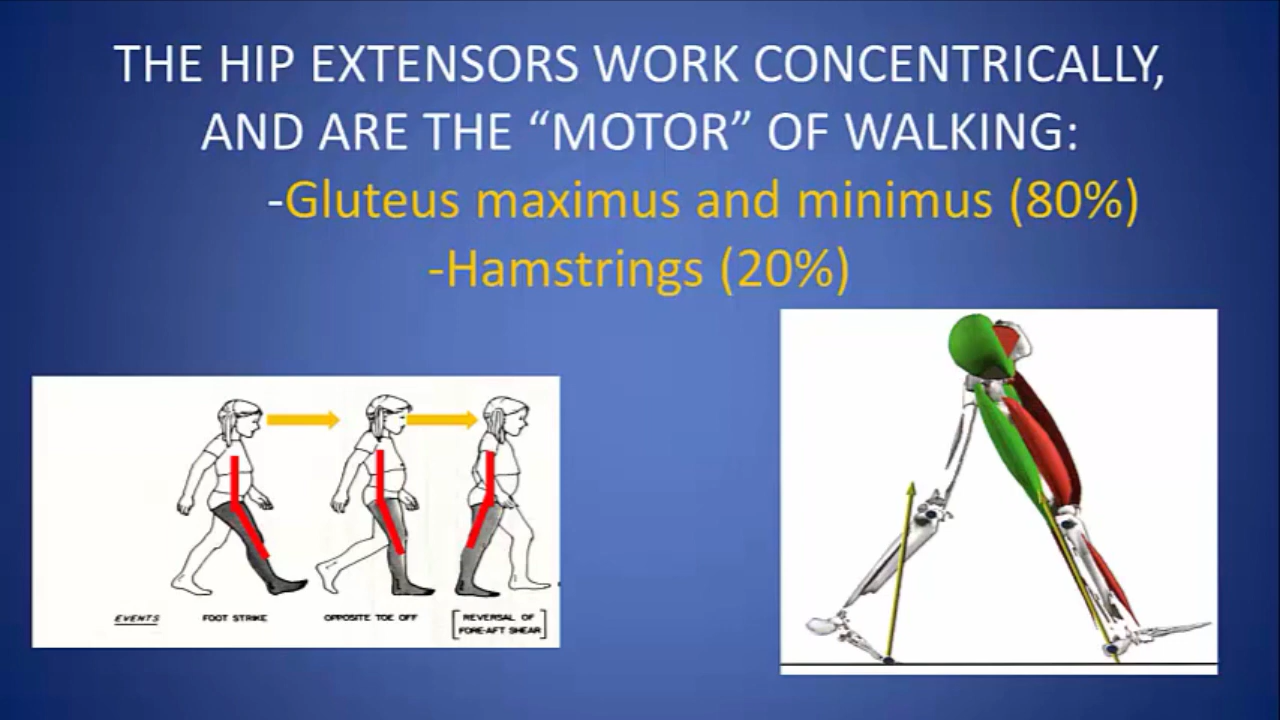 THE HIP EXTENSORS WORK CONCENTRICALLY,
AND ARE THE “MOTOR” OF WALKING:
-Gluteus maximus and minimus (80%)
-Hamstrings (20%)
EVENTS
FOOT STRIKE
OPPOSITE TOE OFF
REVERSAL OF
FORE-AFT SHEAR